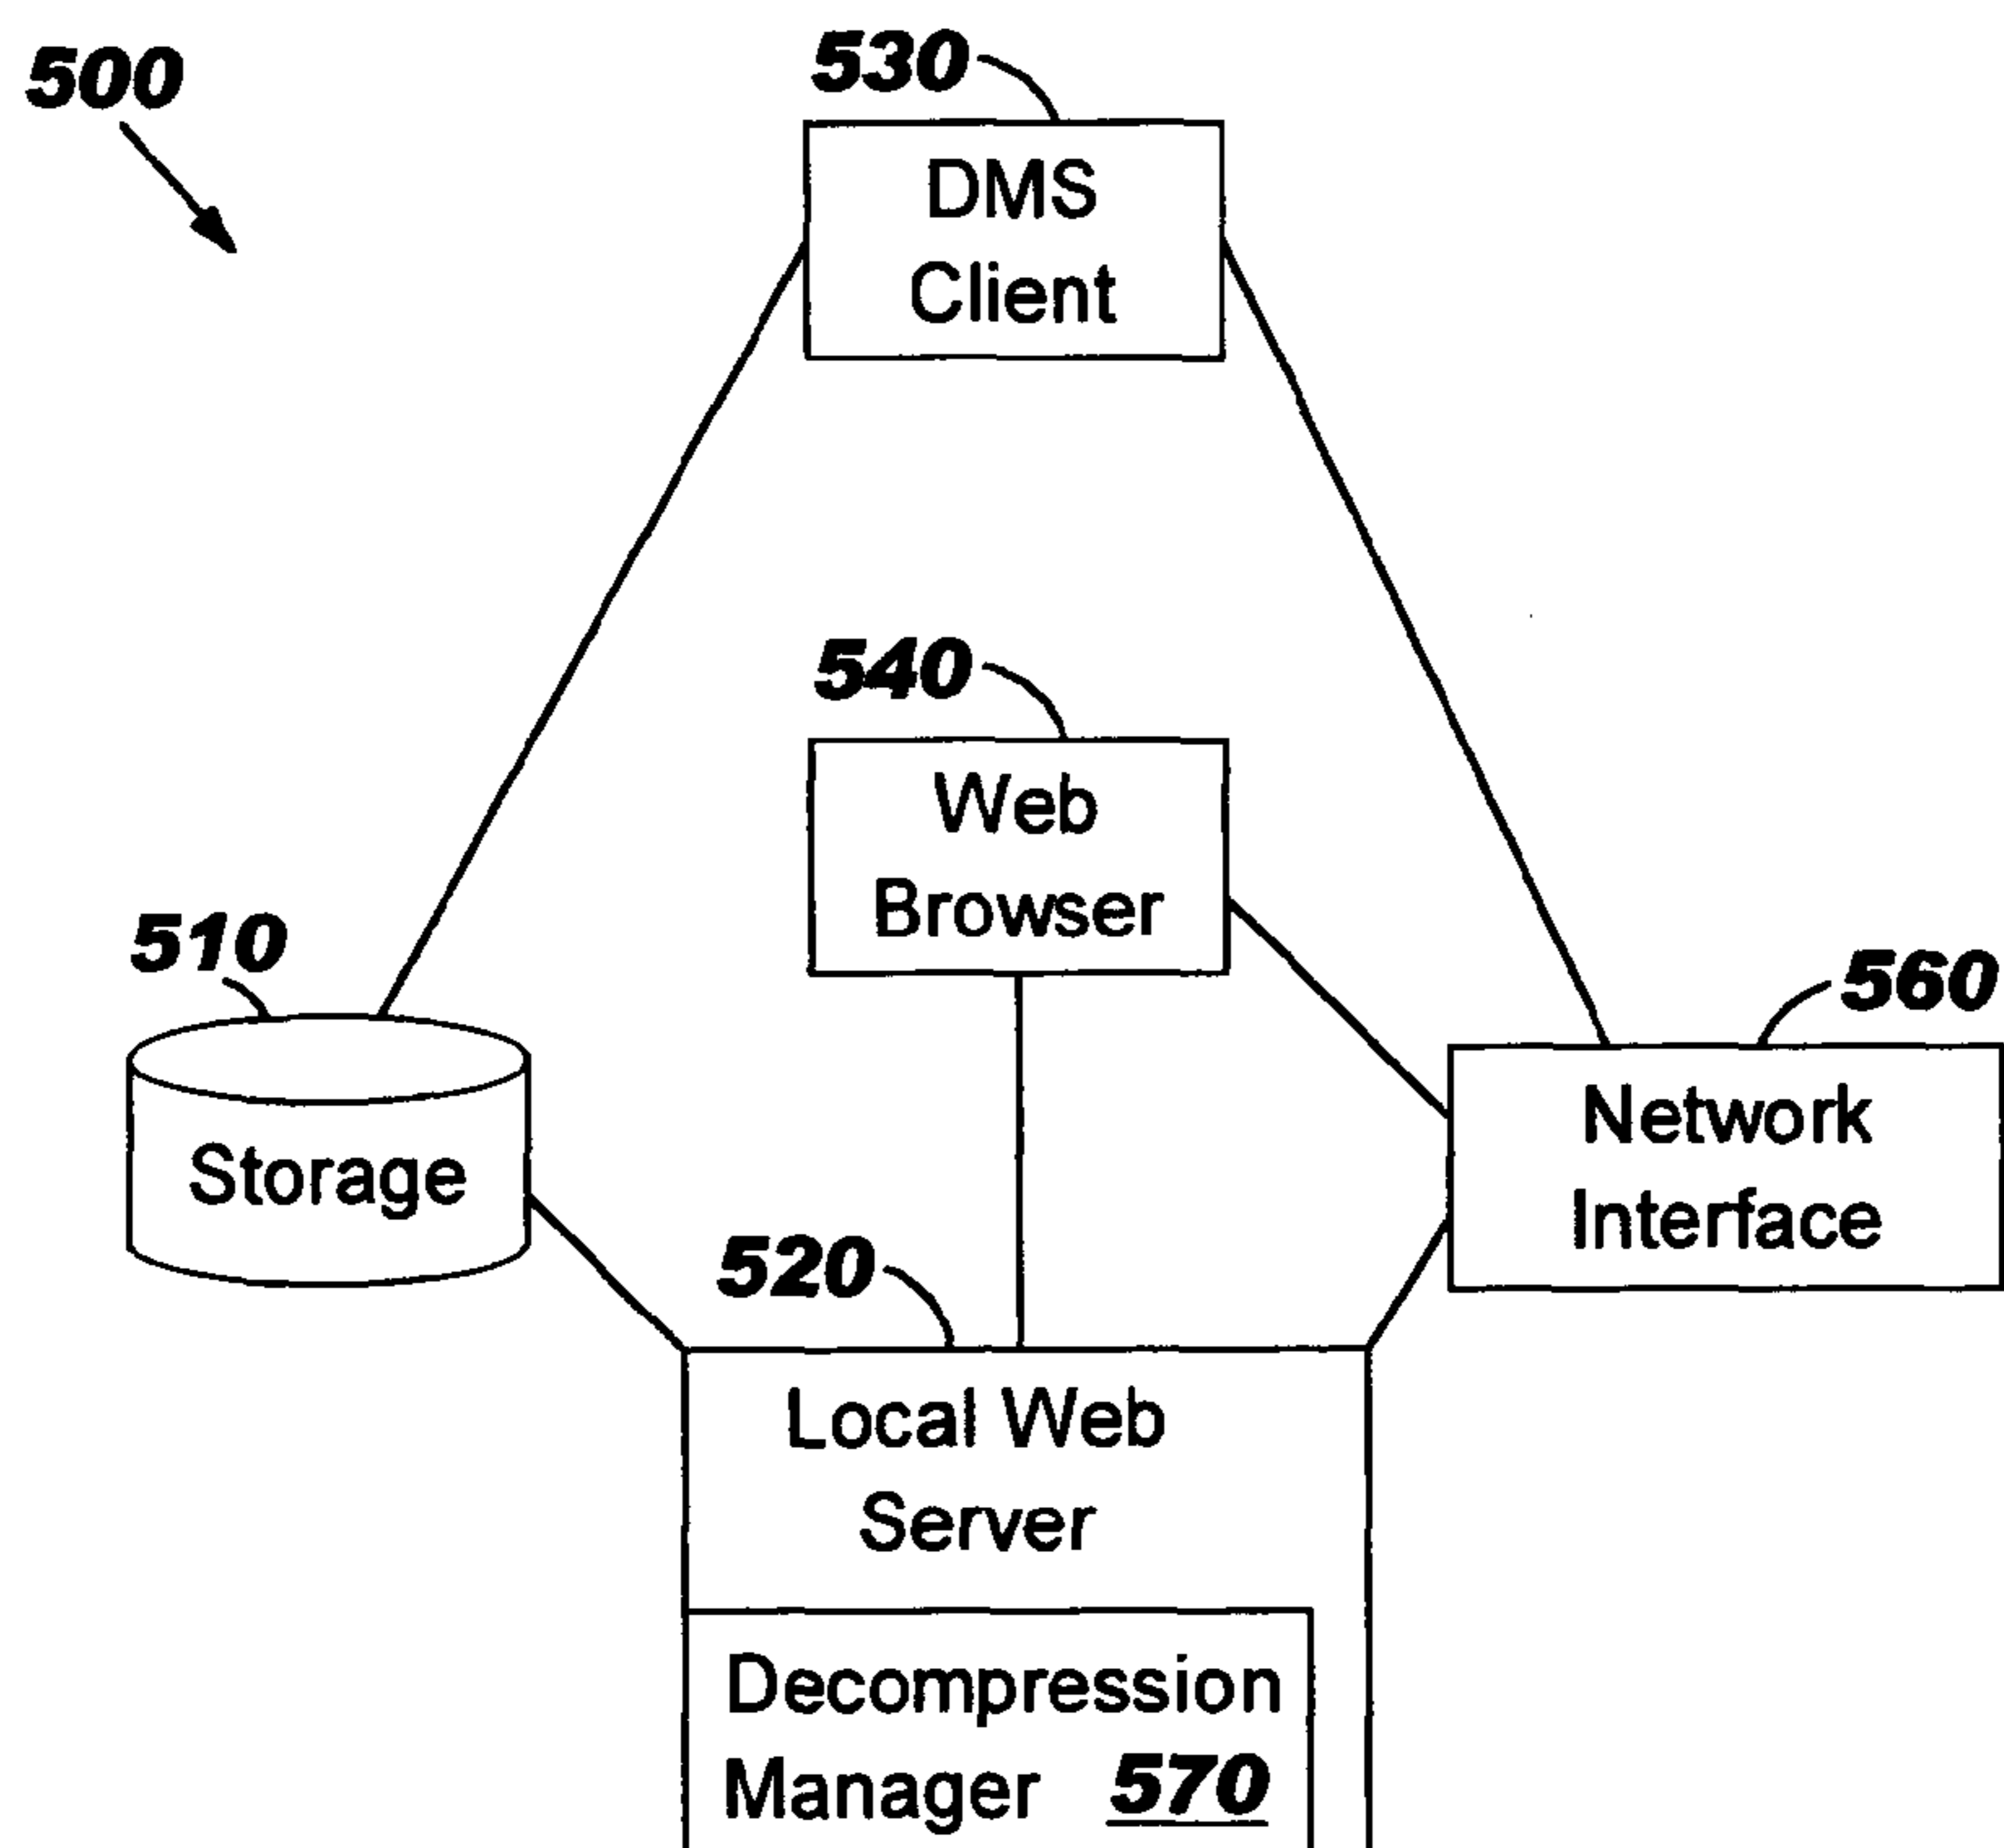 500
530
DMS
Client
540
Web
Browser
510
Storage
560
Network
Interface
520
Local Web
Server
Decompression
Manager 570